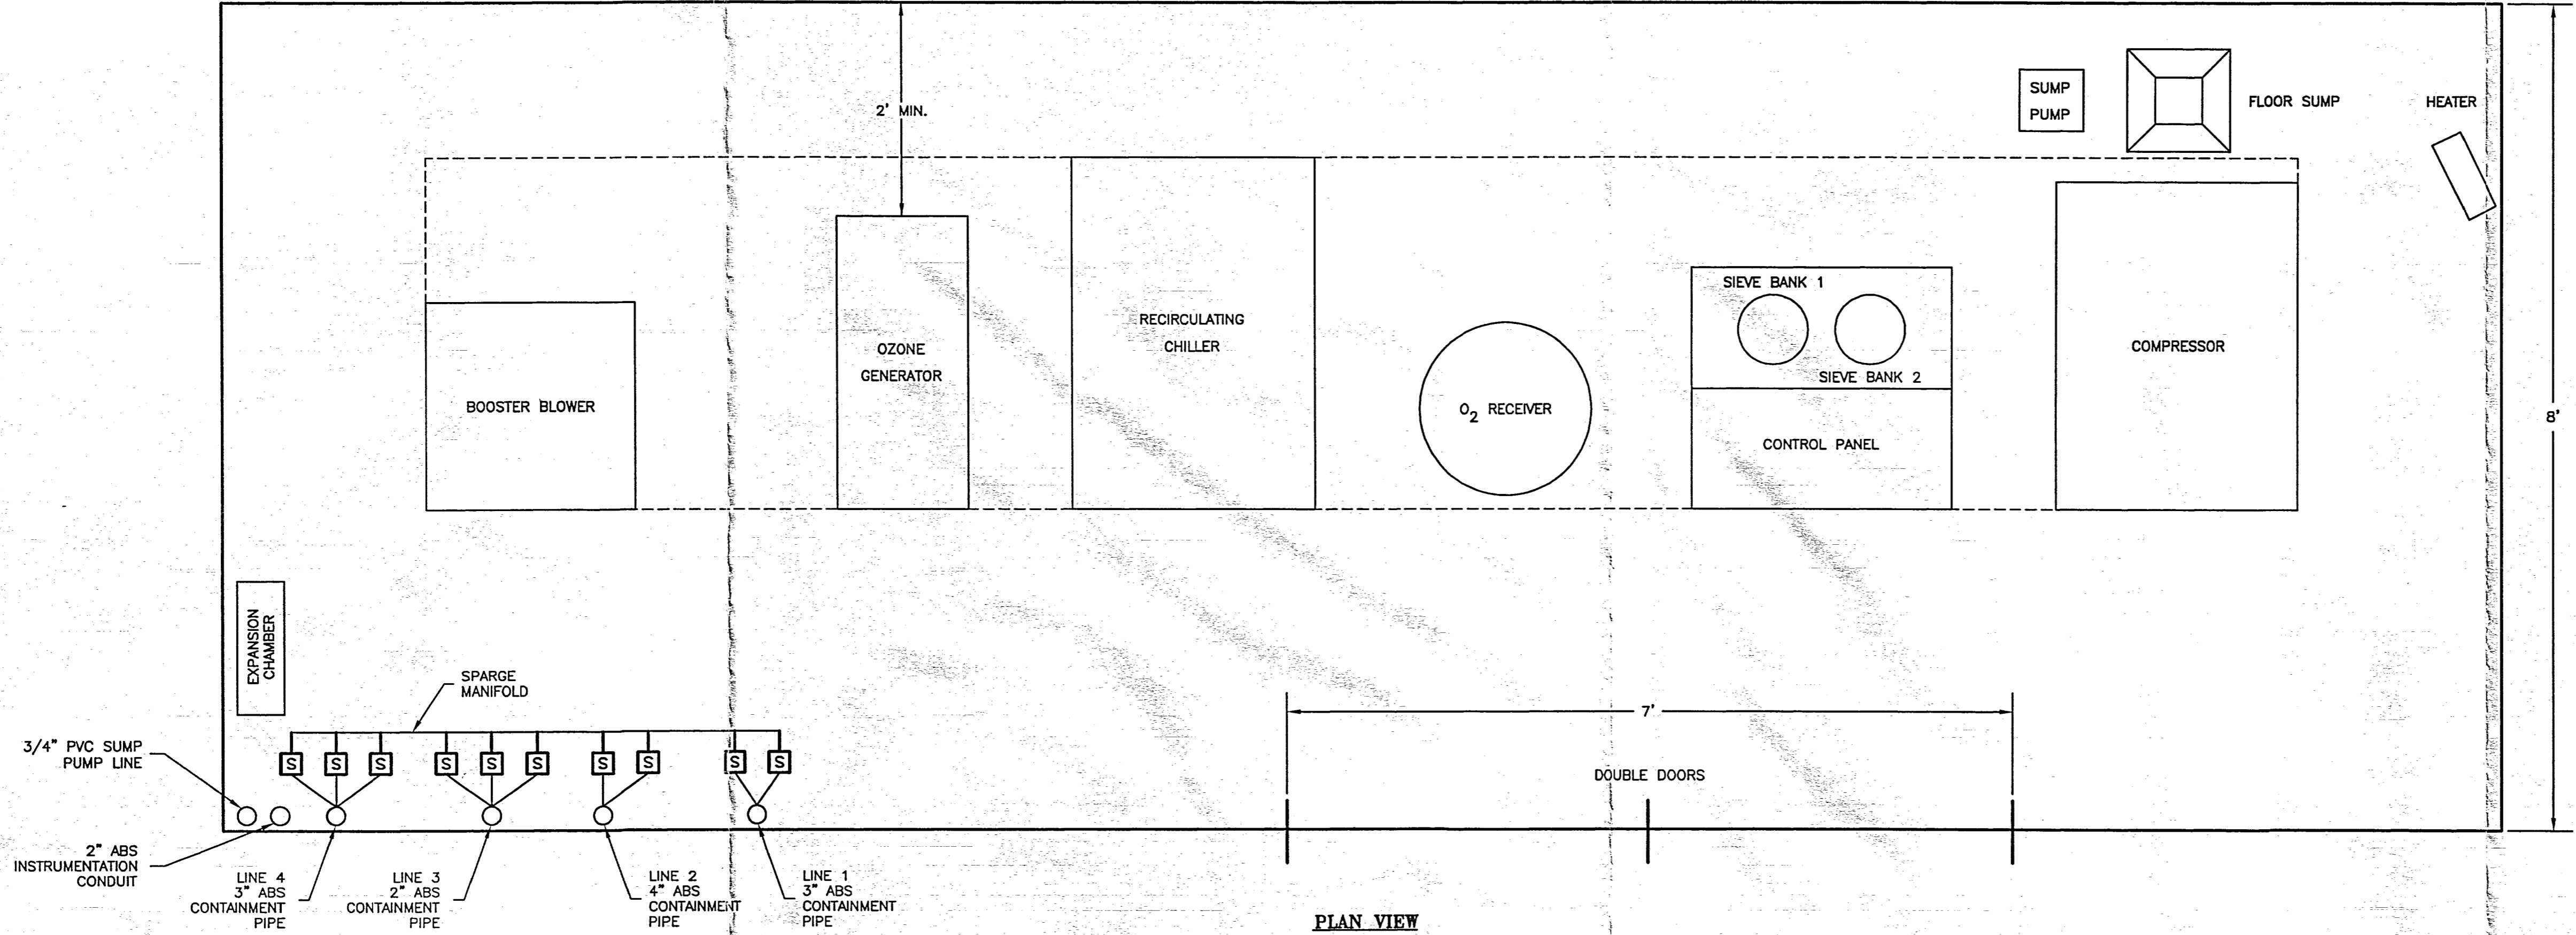 2' MIN.
SUMP
PUMP
FLOOR SUMP
HEATER
8'
BOOSTER BLOWER
OZONE
GENERATOR
RECIRCULATING
CHILLER
O2 RECEIVER
SIEVE BANK 1
SIEVE BANK 2
CONTROL PANEL
COMPRESSOR
EXPANSION
CHAMBER
SPARGE
MANIFOLD
7'
DOUBLE DOORS
S S S S S S S S S S
3/4" PVC SUMP
PUMP LINE
2" ABS
INSTRUMENTATION
CONDUIT
LINE 4
3" ABS
CONTAINMENT
PIPE
LINE 3
2" ABS
CONTAINMENT
PIPE
LINE 2
4" ABS
CONTAINMENT
PIPE
LINE 1
3" ABS
CONTAINMENT
PIPE
PLAN VIEW